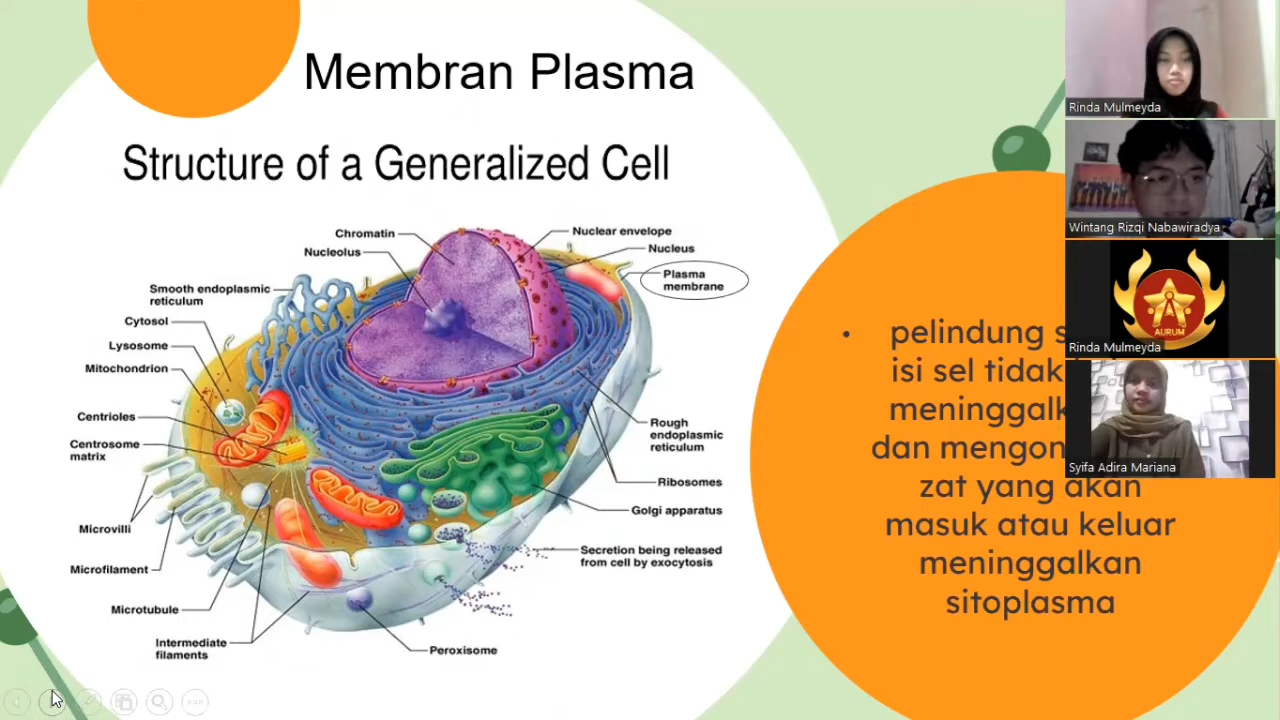 Membran Plasma
Structure of a Generalized Cell
Chromatin
Nucleolus
Smooth endoplasmic
reticulum
Cytosol
Lysosome
Mitochondrion
Centrioles
Centrosome
matrix
Microvilli
Microfilament
Microtubule
Intermediate
filaments
Nuclear envelope
Nucleus
Plasma
membrane
Rough
endoplasmic
reticulum
Ribosomes
Golgi apparatus
Secretion being released
from cell by exocytosis
Peroxisome
• pelindung
isi sel tidak
dan
zat yang akan
masuk atau keluar
meninggalkan
sitoplasma
Rinda Mulmeyda
Wintang Rizqi Nabawiradya
AURUM
Rinda Mulmeyda
Syifa Adira Mariana